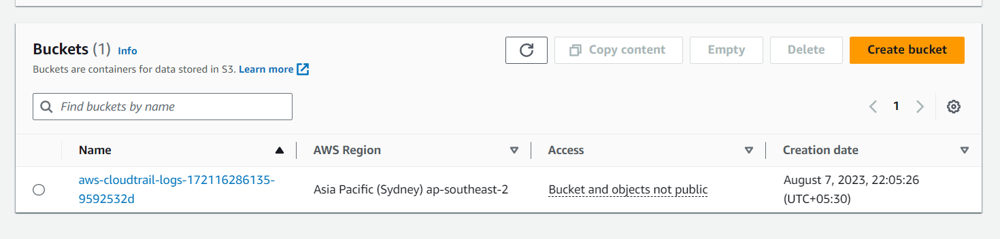 Buckets (1) Info
Buckets are containers for data stored in S3. Learn more
Copy content
Empty
Delete
Create bucket
Find buckets by name
1
Name
AWS Region
Access
Creation date
aws-cloudtrail-logs-172116286135-
9592532d
Asia Pacific (Sydney) ap-southeast-2
Bucket and objects not public
August 7, 2023, 22:05:26
(UTC+05:30)